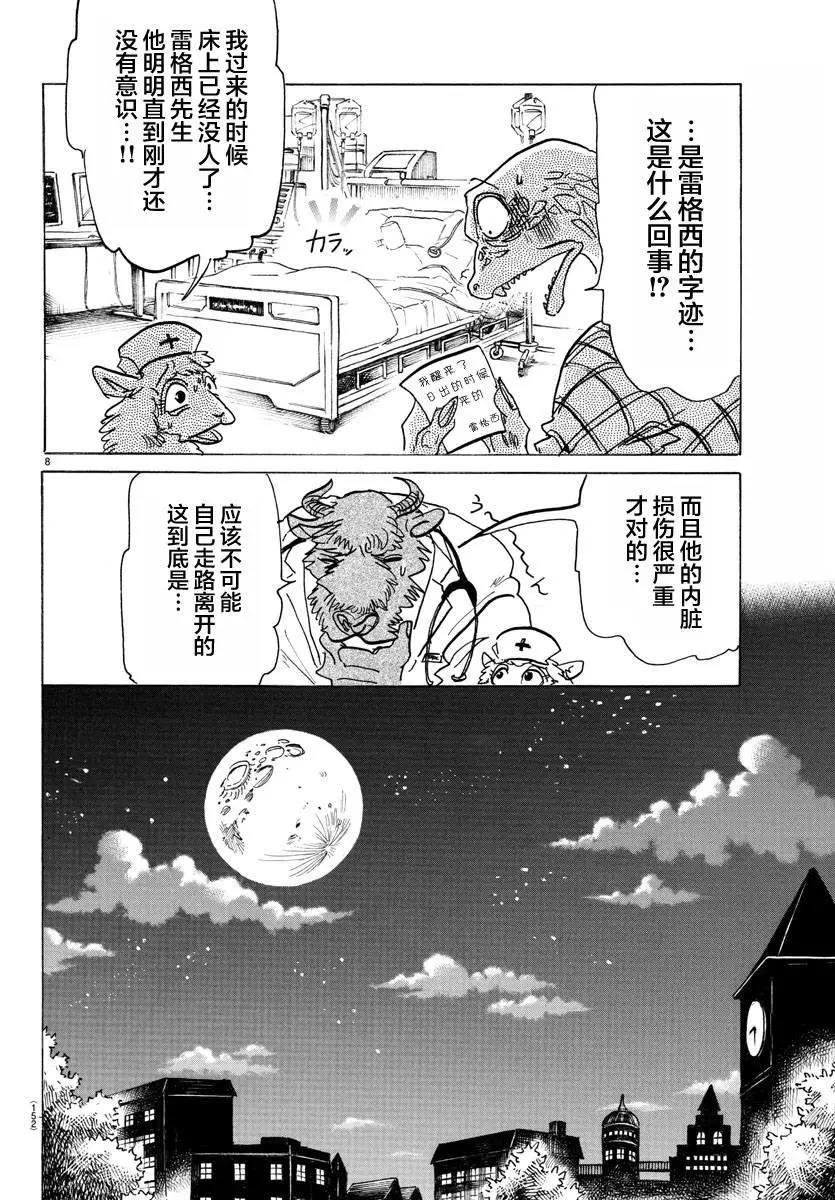 …是雷格西的字迹…
这是什么回事!?
我过来的时候
床上已经没人了…
雷格西先生
他明明直到刚才还
没有意识…!!
カラッ
我醒来了
日出的时候
死的
雷格西
8
而且他的内脏
损伤很严重
才对的…
应该不可能
自己走路离开的
这到底是…
(152)